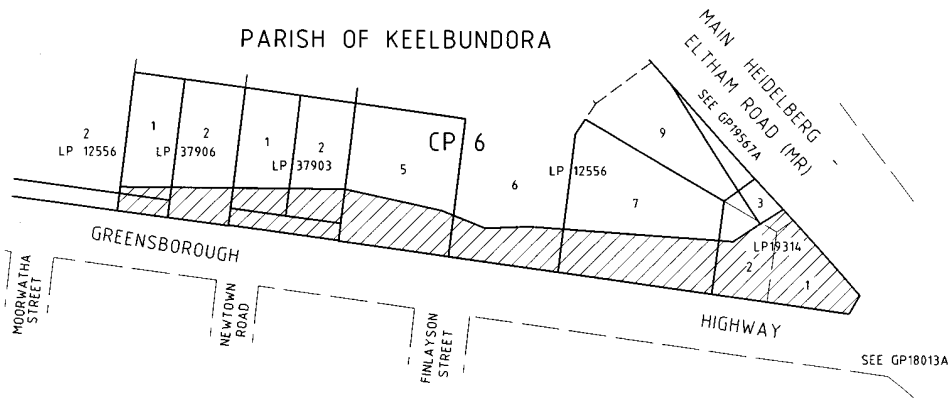 PARISH OF KEELBUNDORA
MAIN HEIDELBERG
ELTHAM ROAD (MR)
SEE GP19567A
2
LP 12556
1
2
LP 37906
1
2
LP 37903
CP 6
5
6
LP 12556
9
7
3
LP19314
2
1
GREENSBOROUGH
HIGHWAY
MOORWATHA
STREET
NEWTOWN
ROAD
FINLAYSON
STREET
SEE GP18013A